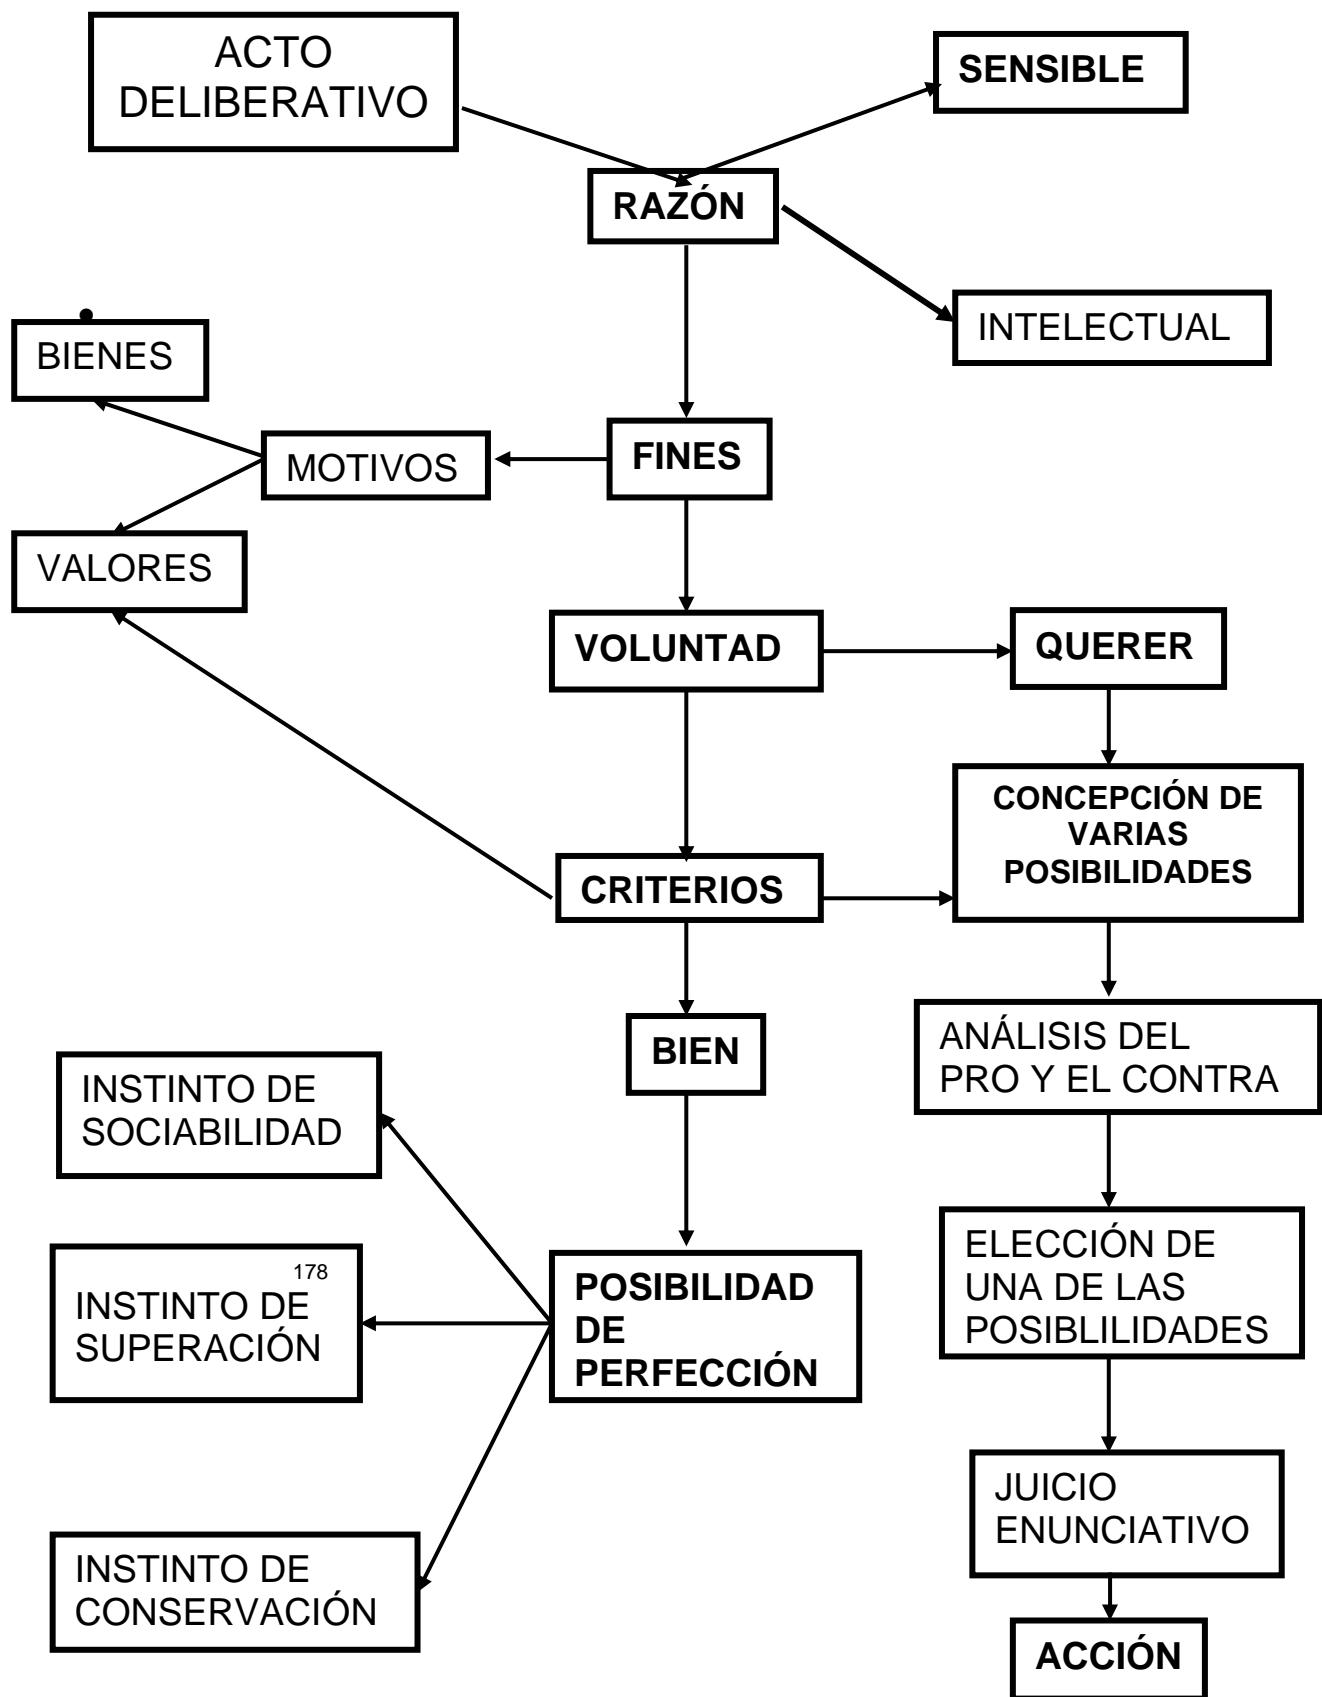 ACTO
DELIBERATIVO
SENSIBLE
RAZÓN
INTELECTUAL
BIENES
MOTIVOS
FINES
VALORES
VOLUNTAD
QUERER
CONCEPCIÓN DE
VARIAS
POSIBILIDADES
CRITERIOS
BIEN
ANÁLISIS DEL
PRO Y EL CONTRA
INSTINTO DE
SOCIABILIDAD
ELECCIÓN DE
UNA DE LAS
POSIBLILIDADES
178
INSTINTO DE
SUPERACIÓN
POSIBILIDAD
DE
PERFECCIÓN
JUICIO
ENUNCIATIVO
INSTINTO DE
CONSERVACIÓN
ACCIÓN